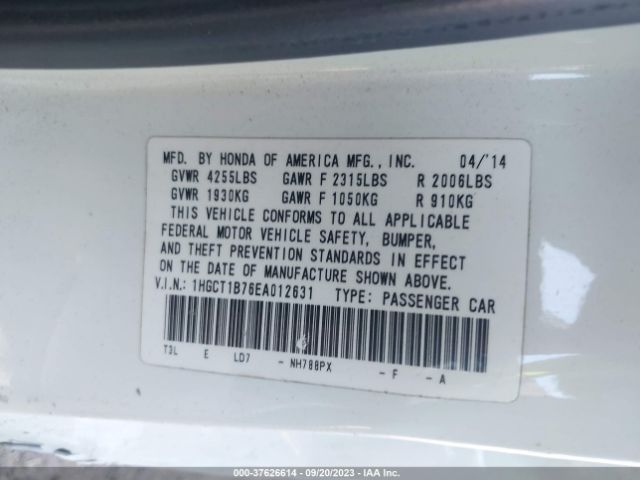 MFD. BY HONDA OF AMERICA MFG., INC. 04/'14
GVWR 4255LBS GAWR F 2315LBS R 2006LBS
GVWR 1930KG GAWR F 1050KG R 910KG
THIS VEHICLE CONFORMS TO ALL APPLICABLE
FEDERAL MOTOR VEHICLE SAFETY, BUMPER,
AND THEFT PREVENTION STANDARDS IN EFFECT
ON THE DATE OF MANUFACTURE SHOWN ABOVE.
V.I.N.: 1HGCT1B76EA012631 TYPE: PASSENGER CAR
T3L E LD7 - NH788PX - F - A
000-37626614 - 09/20/2023 - IAA Inc.